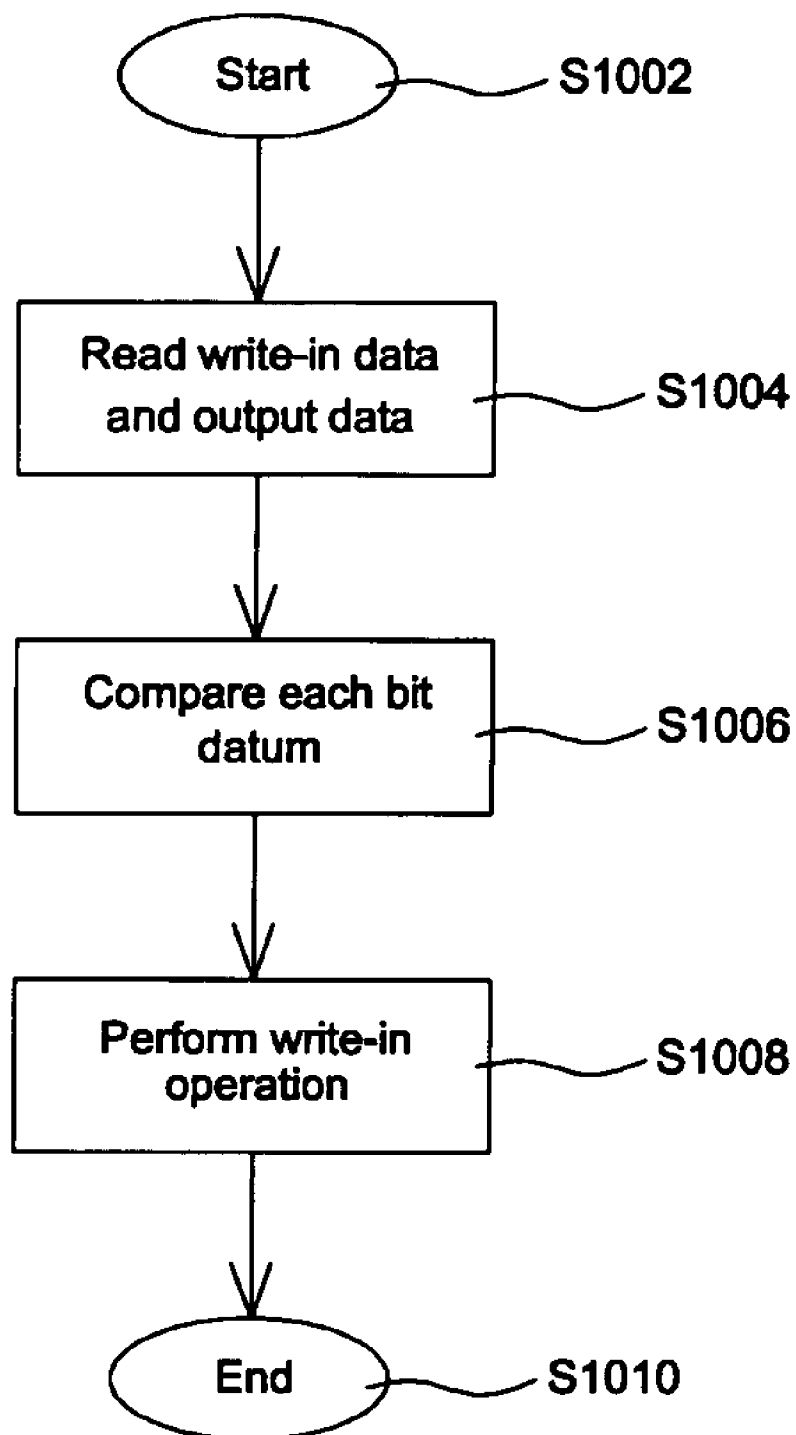 Start
S1002
Read write-in data
and output data
S1004
Compare each bit
datum
S1006
Perform write-in
operation
S1008
End
S1010